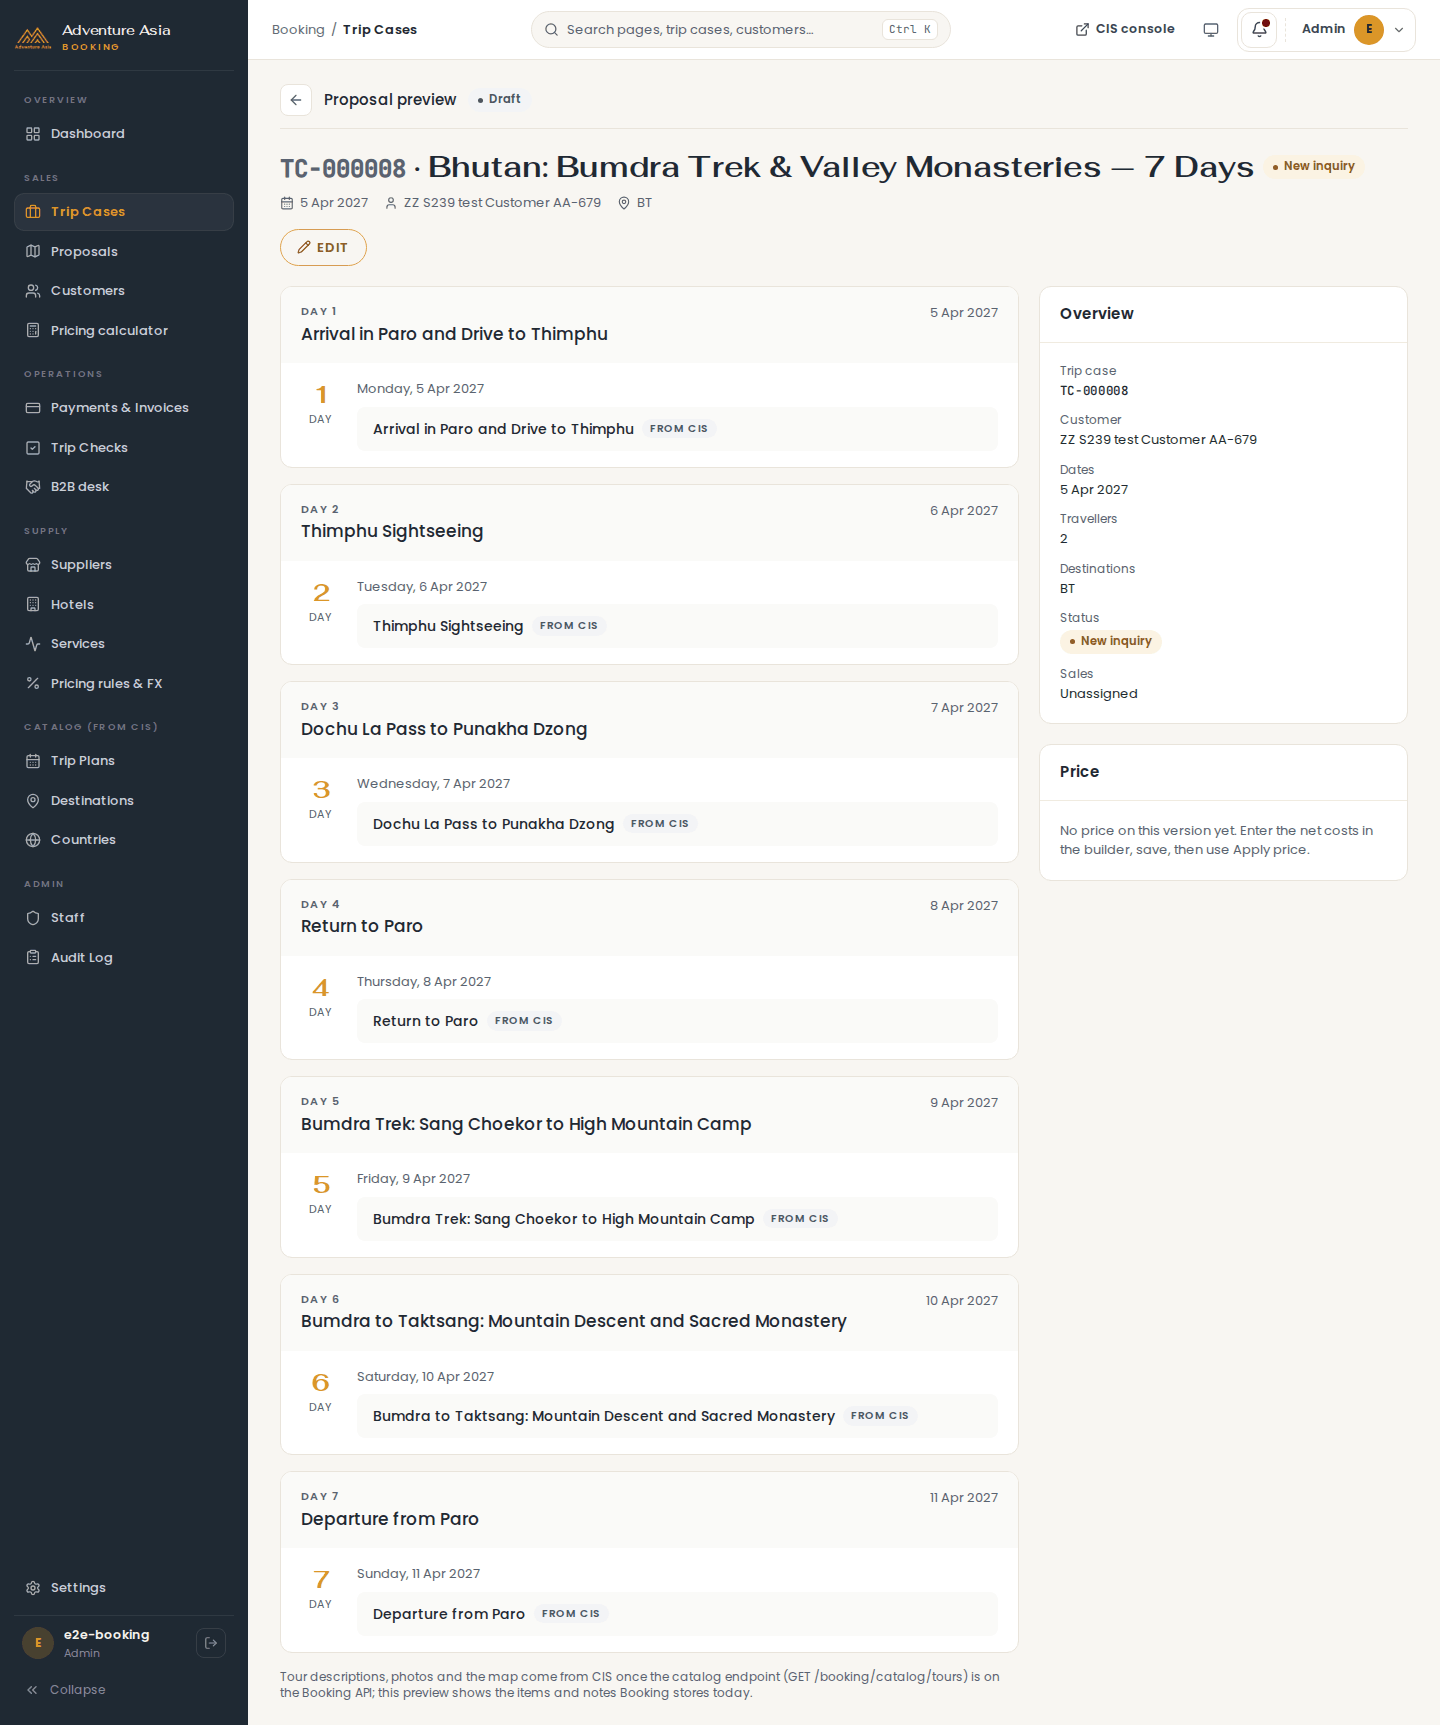 Adventure Asia
BOOKING
Adventure Asia
OVERVIEW
Dashboard
SALES
Trip Cases
Proposals
Customers
Pricing calculator
OPERATIONS
Payments & Invoices
Trip Checks
B2B desk
SUPPLY
Suppliers
Hotels
Services
Pricing rules & FX
CATALOG (FROM CIS)
Trip Plans
Destinations
Countries
ADMIN
Staff
Audit Log
Settings
E
e2e-booking
Admin
Collapse
Booking / Trip Cases
Search pages, trip cases, customers...
Ctrl K
CIS console
Admin
E
Proposal preview
Draft
TC-000008 · Bhutan: Bumdra Trek & Valley Monasteries — 7 Days
New inquiry
5 Apr 2027
ZZ S239 test Customer AA-679
BT
EDIT
DAY 1
5 Apr 2027
Arrival in Paro and Drive to Thimphu
1
DAY
Monday, 5 Apr 2027
Arrival in Paro and Drive to Thimphu
FROM CIS
DAY 2
6 Apr 2027
Thimphu Sightseeing
2
DAY
Tuesday, 6 Apr 2027
Thimphu Sightseeing
FROM CIS
DAY 3
7 Apr 2027
Dochu La Pass to Punakha Dzong
3
DAY
Wednesday, 7 Apr 2027
Dochu La Pass to Punakha Dzong
FROM CIS
DAY 4
8 Apr 2027
Return to Paro
4
DAY
Thursday, 8 Apr 2027
Return to Paro
FROM CIS
DAY 5
9 Apr 2027
Bumdra Trek: Sang Choekor to High Mountain Camp
5
DAY
Friday, 9 Apr 2027
Bumdra Trek: Sang Choekor to High Mountain Camp
FROM CIS
DAY 6
10 Apr 2027
Bumdra to Taktsang: Mountain Descent and Sacred Monastery
6
DAY
Saturday, 10 Apr 2027
Bumdra to Taktsang: Mountain Descent and Sacred Monastery
FROM CIS
DAY 7
11 Apr 2027
Departure from Paro
7
DAY
Sunday, 11 Apr 2027
Departure from Paro
FROM CIS
Tour descriptions, photos and the map come from CIS once the catalog endpoint (GET /booking/catalog/tours) is on
the Booking API; this preview shows the items and notes Booking stores today.
Overview
Trip case
TC-000008
Customer
ZZ S239 test Customer AA-679
Dates
5 Apr 2027
Travellers
2
Destinations
BT
Status
New inquiry
Sales
Unassigned
Price
No price on this version yet. Enter the net costs in
the builder, save, then use Apply price.